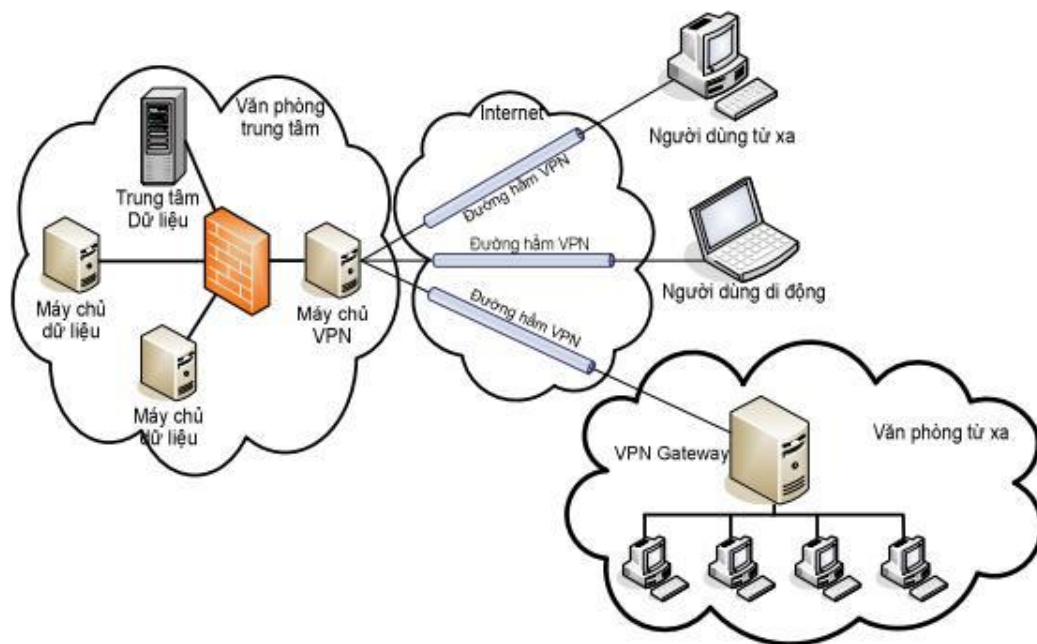 Văn phòng
trung tâm
Trung tâm
Dữ liệu
Máy chủ
dữ liệu
Máy chủ
VPN
Máy chủ
dữ liệu
Internet
Đường hầm VPN
Đường hầm VPN
Đường hầm VPN
Người dùng từ xa
Người dùng di động
VPN Gateway
Văn phòng từ xa